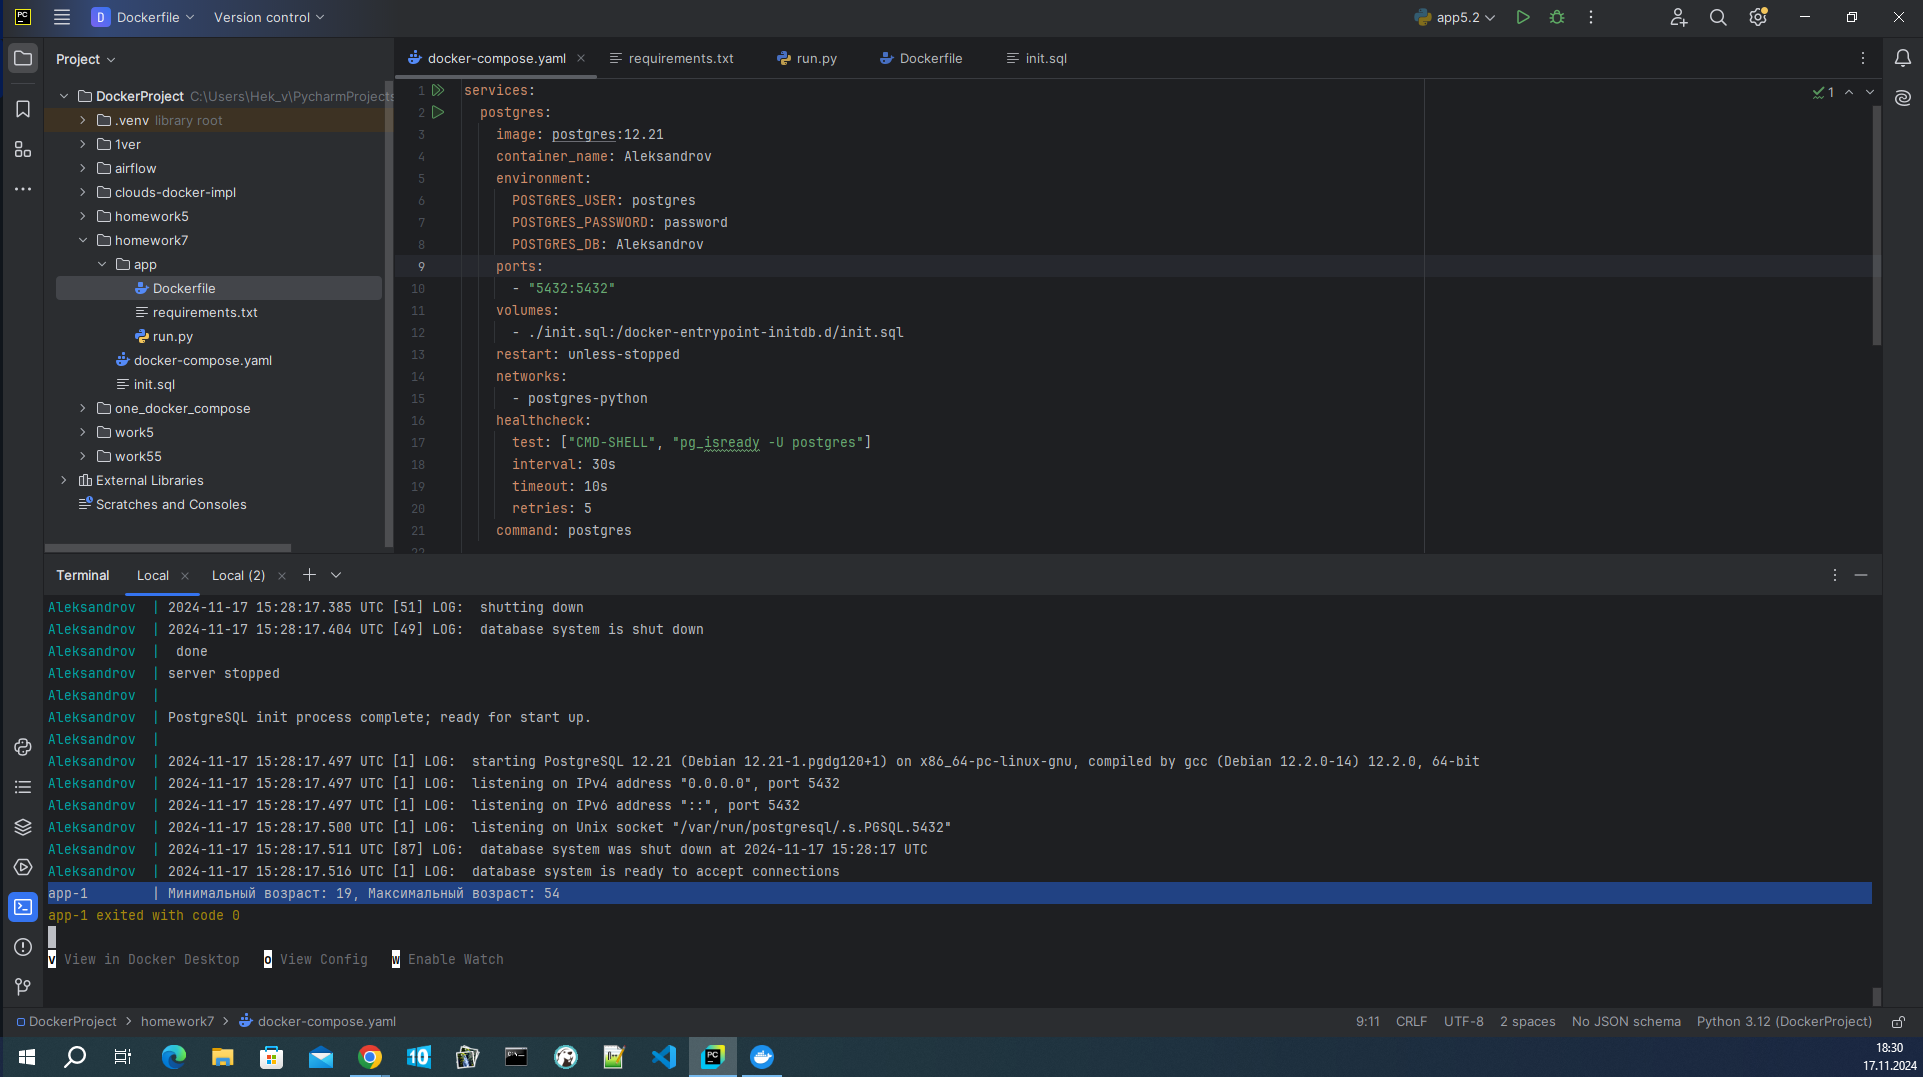 PC
D Dockerfile
Version control
app5.2
Project
docker-compose.yaml
requirements.txt
run.py
Dockerfile
init.sql
DockerProject C:\Users\Hek_v\PycharmProjects
.venv library root
1ver
airflow
clouds-docker-impl
homework5
homework7
app
Dockerfile
requirements.txt
run.py
docker-compose.yaml
init.sql
one_docker_compose
work5
work55
External Libraries
Scratches and Consoles
1 services:
2 postgres:
3 image: postgres:12.21
4 container_name: Aleksandrov
5 environment:
6 POSTGRES_USER: postgres
7 POSTGRES_PASSWORD: password
8 POSTGRES_DB: Aleksandrov
9 ports:
10 - "5432:5432"
11 volumes:
12 - ./init.sql:/docker-entrypoint-initdb.d/init.sql
13 restart: unless-stopped
14 networks:
15 - postgres-python
16 healthcheck:
17 test: ["CMD-SHELL", "pg_isready -U postgres"]
18 interval: 30s
19 timeout: 10s
20 retries: 5
21 command: postgres
22
1
Terminal
Local
Local (2)
Aleksandrov | 2024-11-17 15:28:17.385 UTC [51] LOG: shutting down
Aleksandrov | 2024-11-17 15:28:17.404 UTC [49] LOG: database system is shut down
Aleksandrov | done
Aleksandrov | server stopped
Aleksandrov |
Aleksandrov | PostgreSQL init process complete; ready for start up.
Aleksandrov |
Aleksandrov | 2024-11-17 15:28:17.497 UTC [1] LOG: starting PostgreSQL 12.21 (Debian 12.21-1.pgdg120+1) on x86_64-pc-linux-gnu, compiled by gcc (Debian 12.2.0-14) 12.2.0, 64-bit
Aleksandrov | 2024-11-17 15:28:17.497 UTC [1] LOG: listening on IPv4 address "0.0.0.0", port 5432
Aleksandrov | 2024-11-17 15:28:17.497 UTC [1] LOG: listening on IPv6 address "::", port 5432
Aleksandrov | 2024-11-17 15:28:17.500 UTC [1] LOG: listening on Unix socket "/var/run/postgresql/.s.PGSQL.5432"
Aleksandrov | 2024-11-17 15:28:17.511 UTC [87] LOG: database system was shut down at 2024-11-17 15:28:17 UTC
Aleksandrov | 2024-11-17 15:28:17.516 UTC [1] LOG: database system is ready to accept connections
app-1 | Минимальный возраст: 19, Максимальный возраст: 54
app-1 exited with code 0
v View in Docker Desktop o View Config w Enable Watch
DockerProject > homework7 > docker-compose.yaml
9:11 CRLF UTF-8 2 spaces No JSON schema Python 3.12 (DockerProject)
10
PC
18:30
17.11.2024